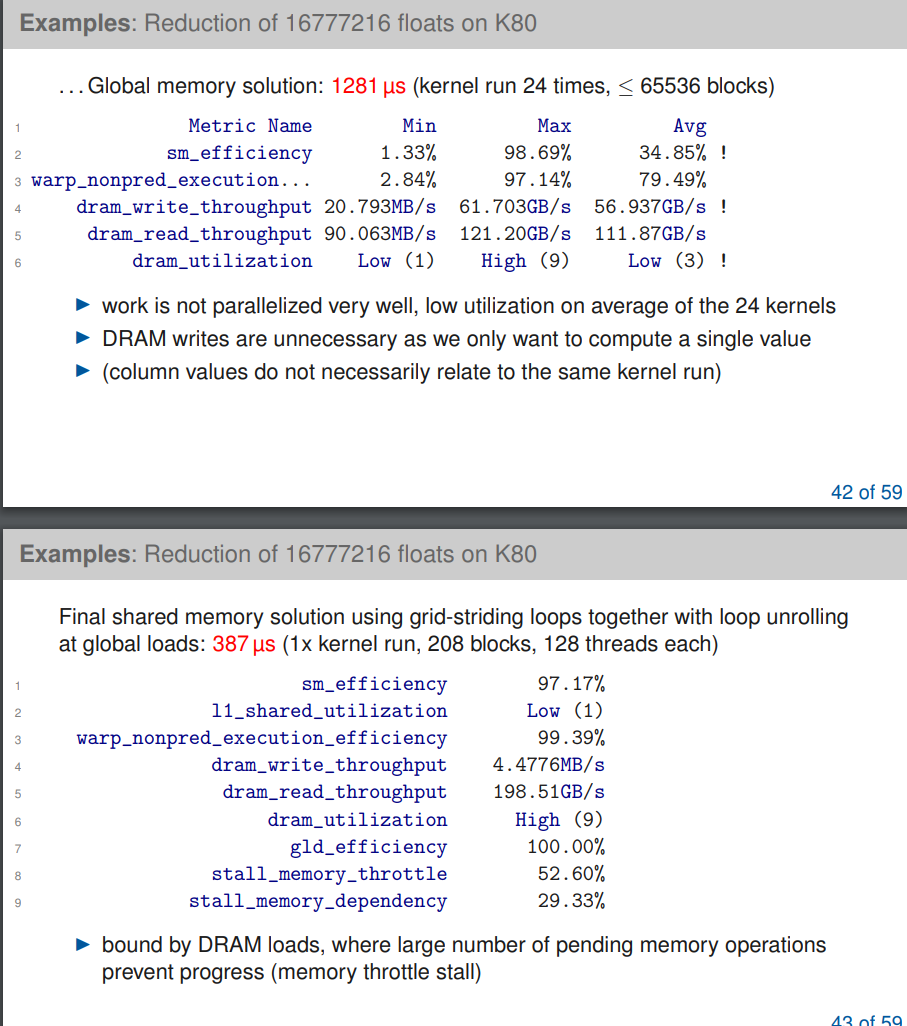 Examples: Reduction of 16777216 floats on K80
...Global memory solution: 1281 µs (kernel run 24 times, ≤ 65536 blocks)
1 Metric Name Min Max Avg
2 sm_efficiency 1.33% 98.69% 34.85% !
3 warp_nonpred_execution... 2.84% 97.14% 79.49%
4 dram_write_throughput 20.793MB/s 61.703GB/s 56.937GB/s !
5 dram_read_throughput 90.063MB/s 121.20GB/s 111.87GB/s
6 dram_utilization Low (1) High (9) Low (3) !
▶ work is not parallelized very well, low utilization on average of the 24 kernels
▶ DRAM writes are unnecessary as we only want to compute a single value
▶ (column values do not necessarily relate to the same kernel run)
42 of 59
Examples: Reduction of 16777216 floats on K80
Final shared memory solution using grid-striding loops together with loop unrolling
at global loads: 387 µs (1x kernel run, 208 blocks, 128 threads each)
1 sm_efficiency 97.17%
2 l1_shared_utilization Low (1)
3 warp_nonpred_execution_efficiency 99.39%
4 dram_write_throughput 4.4776MB/s
5 dram_read_throughput 198.51GB/s
6 dram_utilization High (9)
7 gld_efficiency 100.00%
8 stall_memory_throttle 52.60%
9 stall_memory_dependency 29.33%
▶ bound by DRAM loads, where large number of pending memory operations
prevent progress (memory throttle stall)
43 of 59